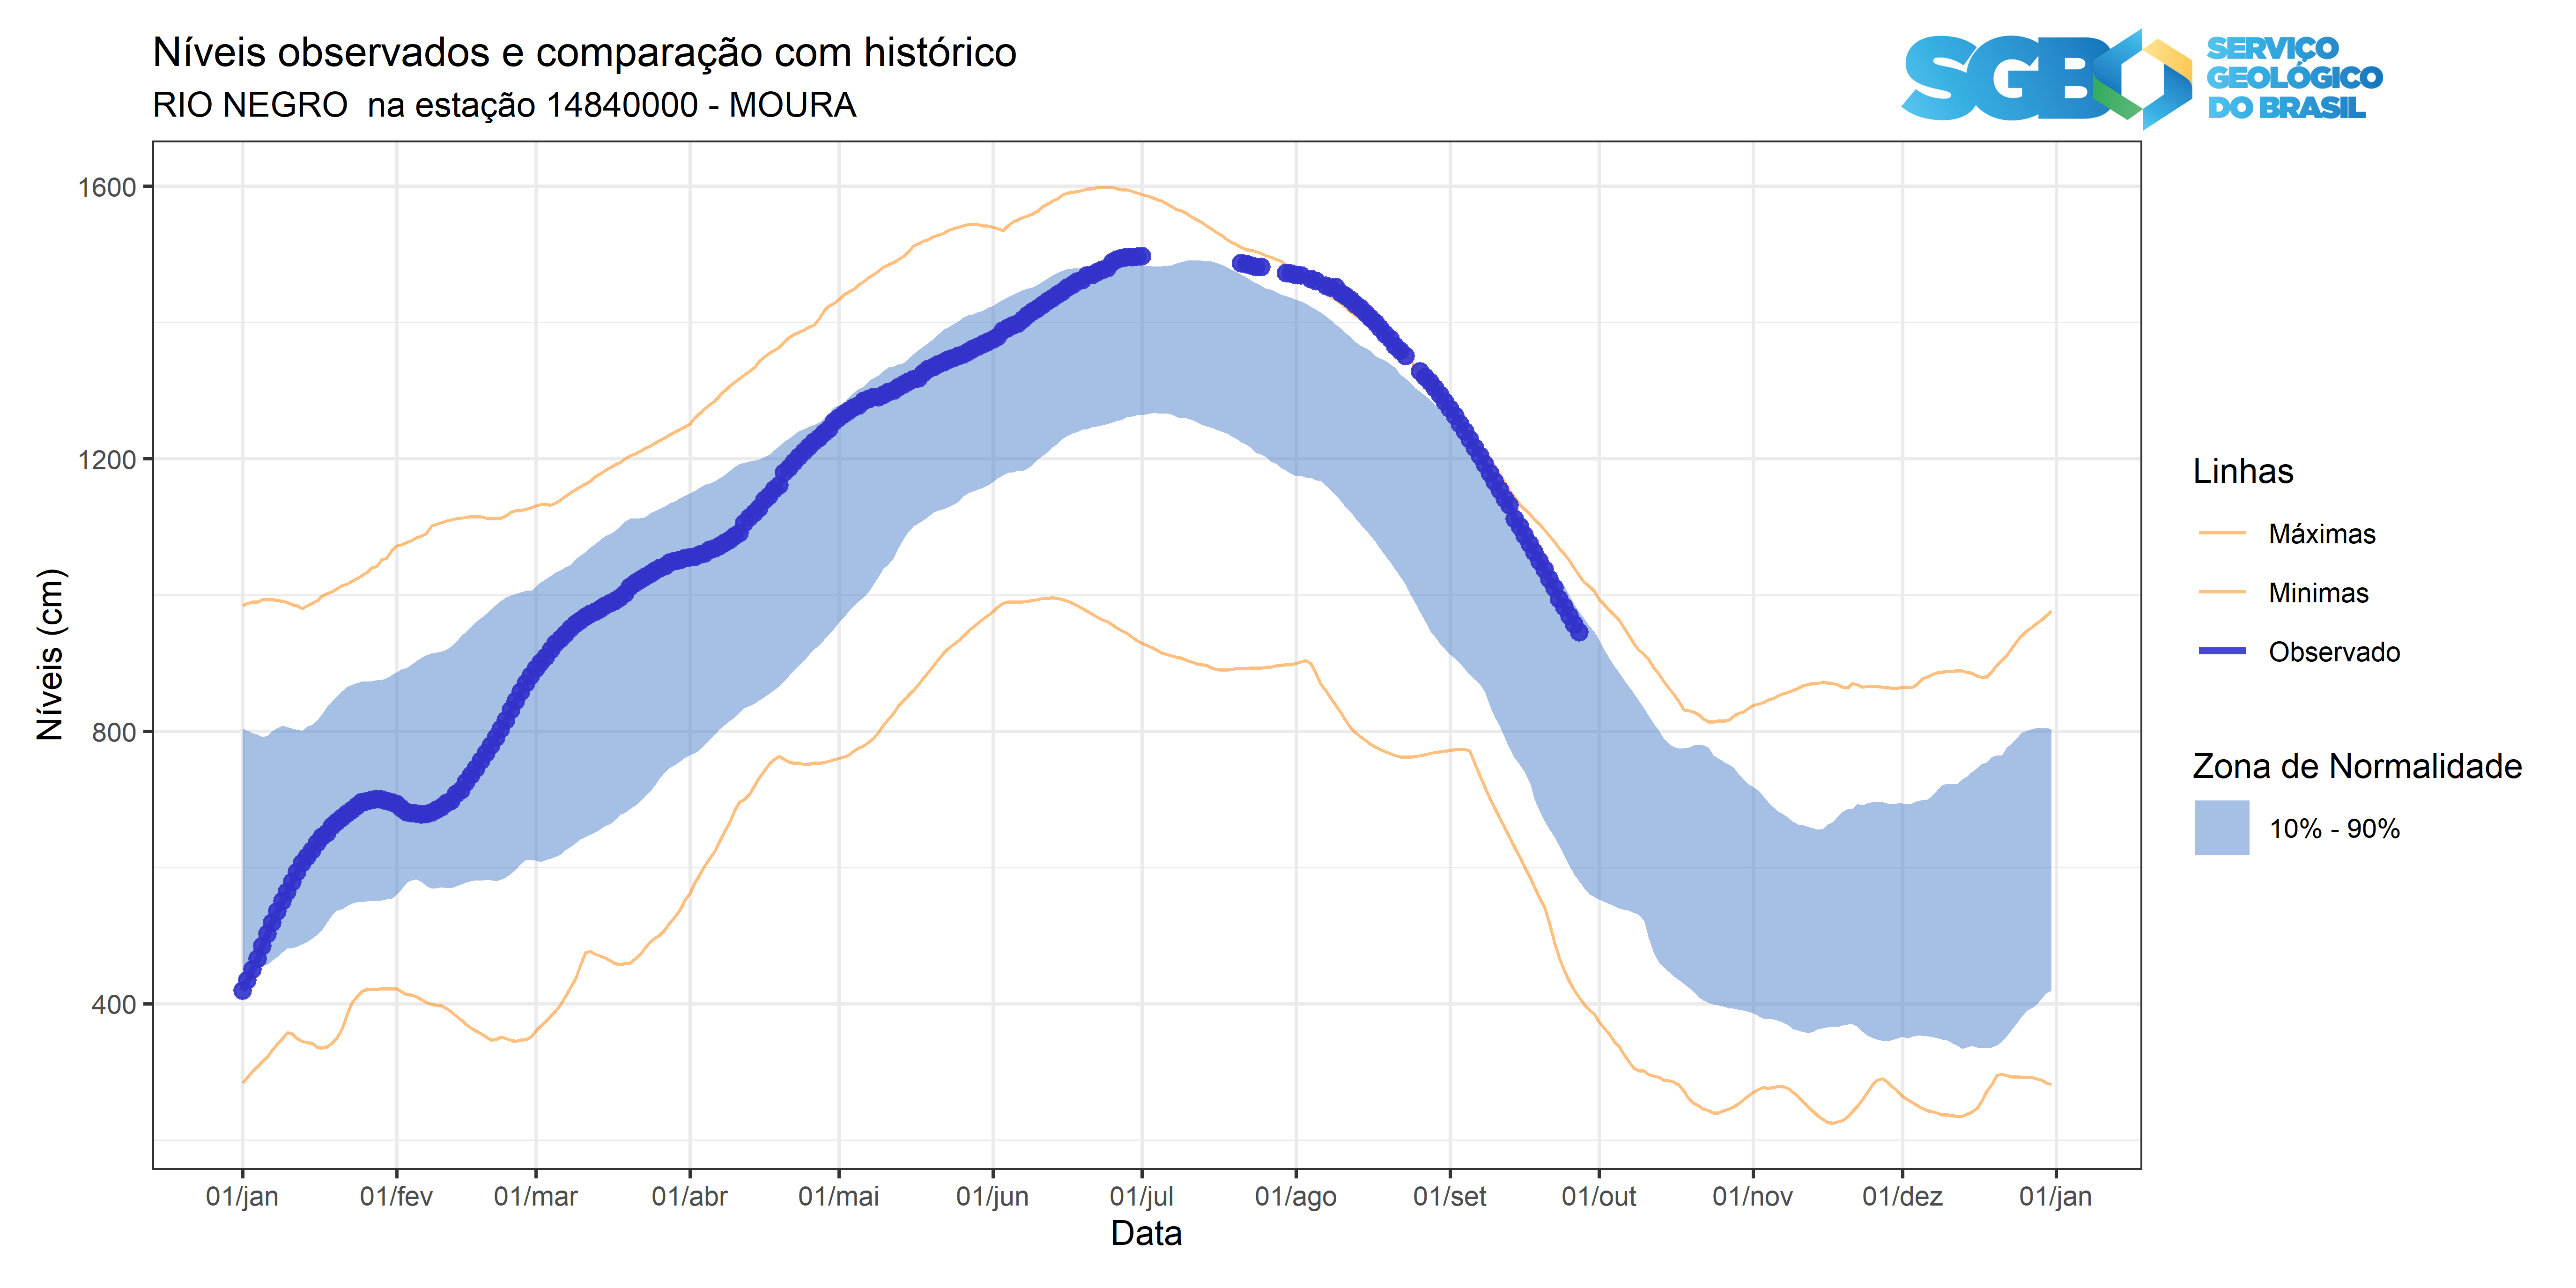 Níveis observados e comparação com histórico
RIO NEGRO  na estação 14840000 - MOURA
SGB
SERVIÇO
GEOLÓGICO
DO BRASIL
1600
1200
800
400
Níveis (cm)
01/jan
01/fev
01/mar
01/abr
01/mai
01/jun
01/jul
01/ago
01/set
01/out
01/nov
01/dez
01/jan
Data
Linhas
Máximas
Minimas
Observado
Zona de Normalidade
10% - 90%